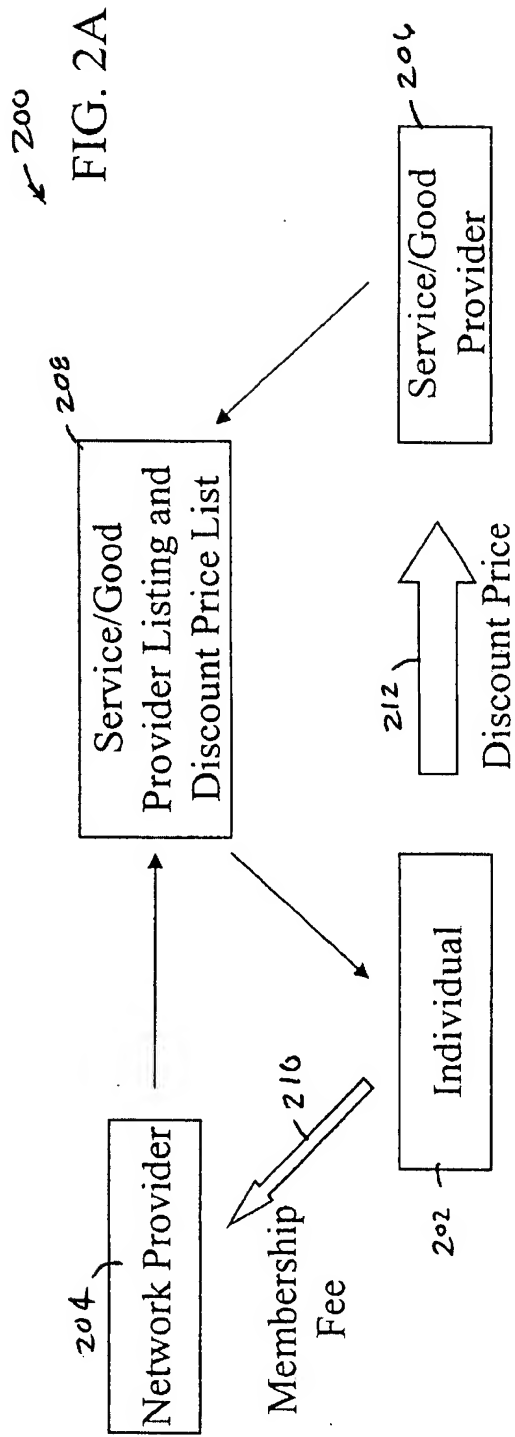 200
FIG. 2A
204
Network Provider
208
Service/Good
Provider Listing and
Discount Price List
206
Service/Good
Provider
210
Membership
Fee
202
Individual
212
Discount Price